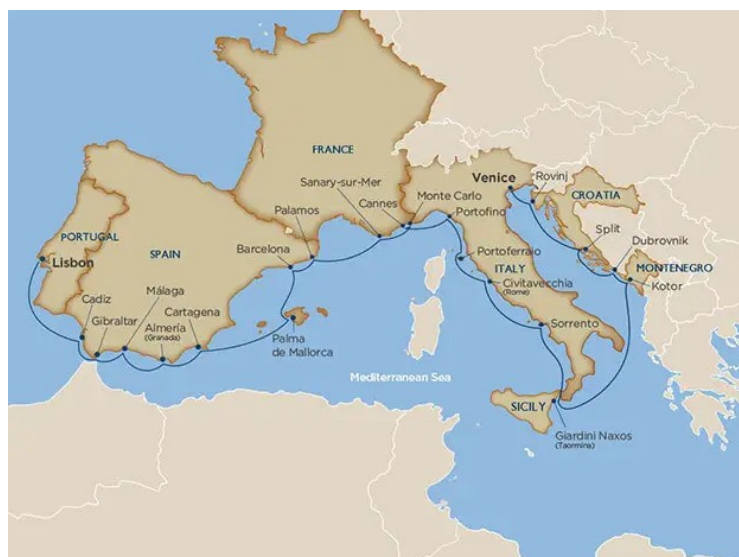 FRANCE
Sanary-sur-Mer
Venice
Rovinj
Cannes
Monte Carlo
CROATIA
Palamos
Portofino
PORTUGAL
Split
Barcelona
Dubrovnik
SPAIN
Portoferraio
Lisbon
ITALY
MONTENEGRO
Civitavecchia
(Rome)
Kotor
Málaga
Cadiz
Cartagena
Gibraltar
Almería
(Granada)
Sorrento
Palma
de Mallorca
Mediterranean Sea
SICILY
Giardini Naxos
(Taormina)